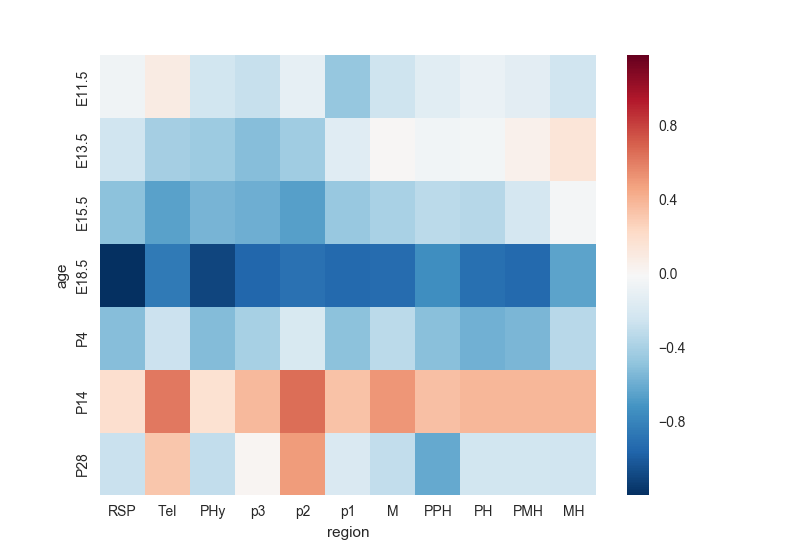 E11.5
E13.5
E15.5
E18.5
P4
P14
P28
age
RSP Tel PHy p3 p2 p1 M PPH PH PMH MH
region
0.8
0.4
0.0
−0.4
−0.8